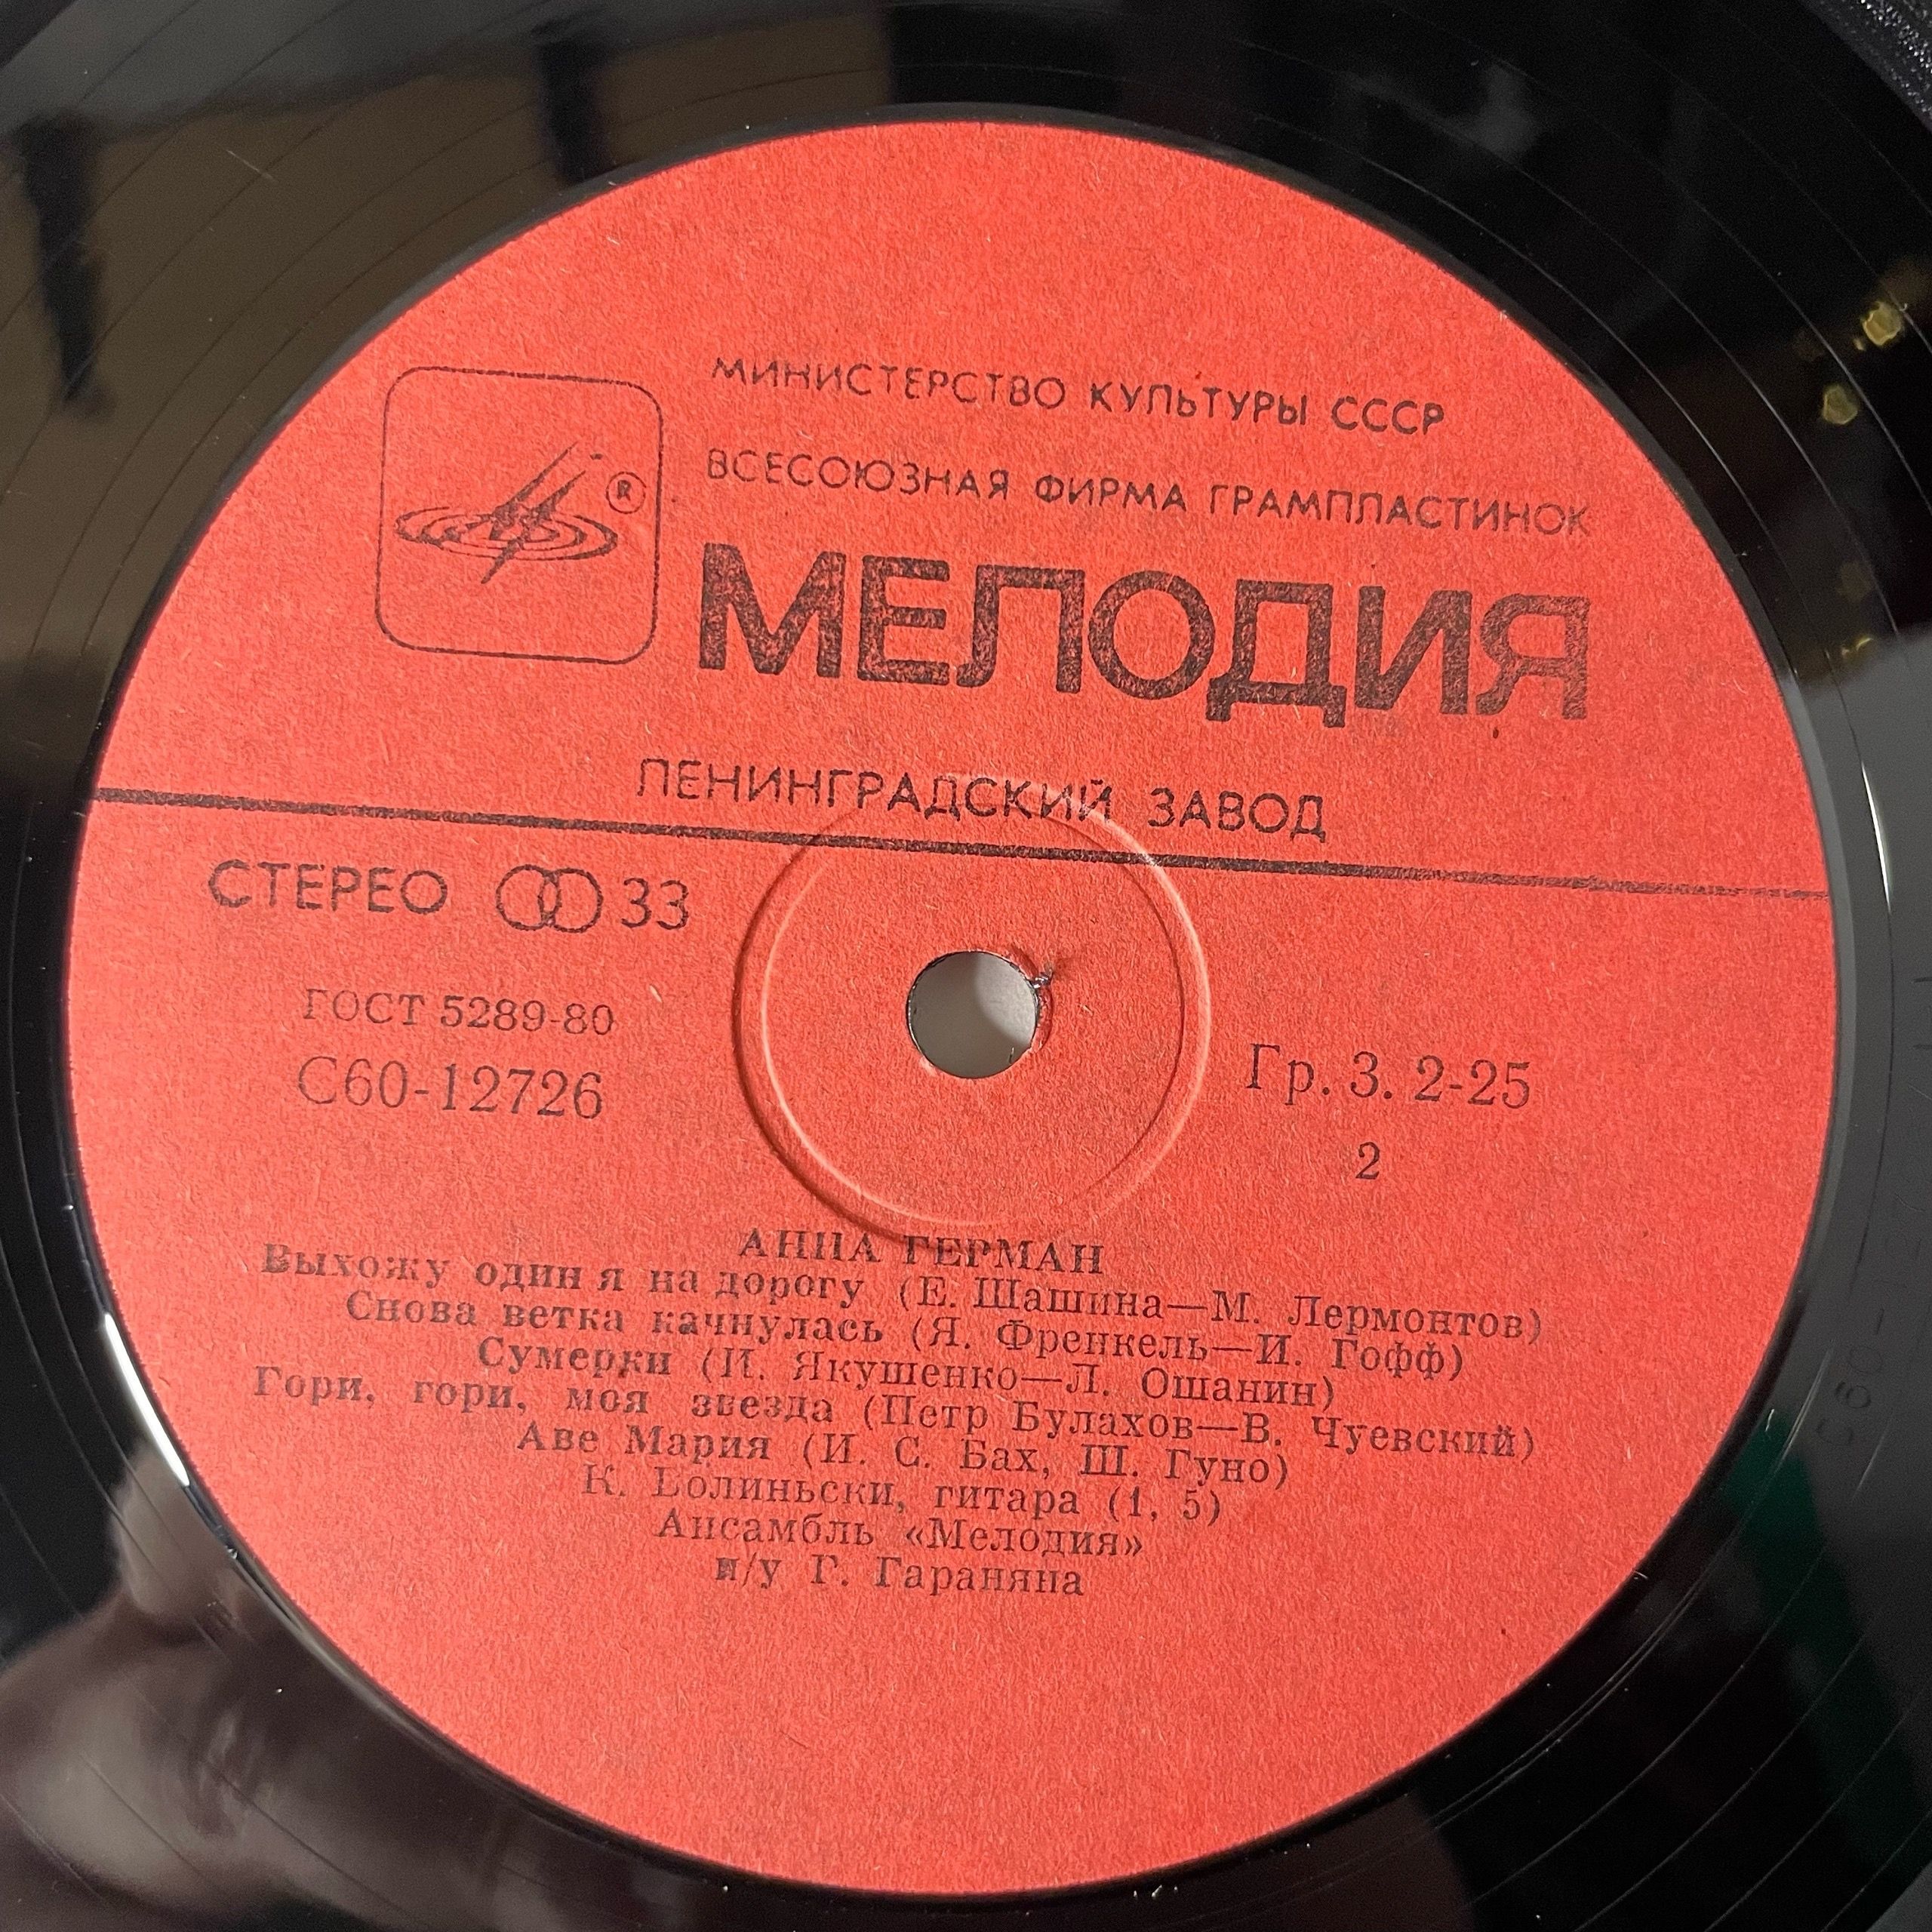 МИНИСТЕРСТВО КУЛЬТУРЫ СССР
ВСЕСОЮЗНАЯ ФИРМА ГРАМПЛАСТИНОК
®
МЕЛОДИЯ
ЛЕНИНГРАДСКИЙ ЗАВОД
СТЕРЕО 33
ГОСТ 5289-80
С60-12726
Гр. 3. 2-25
2
АННА ГЕРМАН
Выхожу один я на дорогу (Е. Шашина—М. Лермонтов)
Снова ветка качнулась (Я. Френкель—И. Гофф)
Сумерки (И. Якушенко—Л. Ошанин)
Гори, гори, моя звезда (Петр Булахов—В. Чуевский)
Аве Мария (И. С. Бах, Ш. Гуно)
К. Болиньски, гитара (1, 5)
Ансамбль «Мелодия»
п/у Г. Гараняна